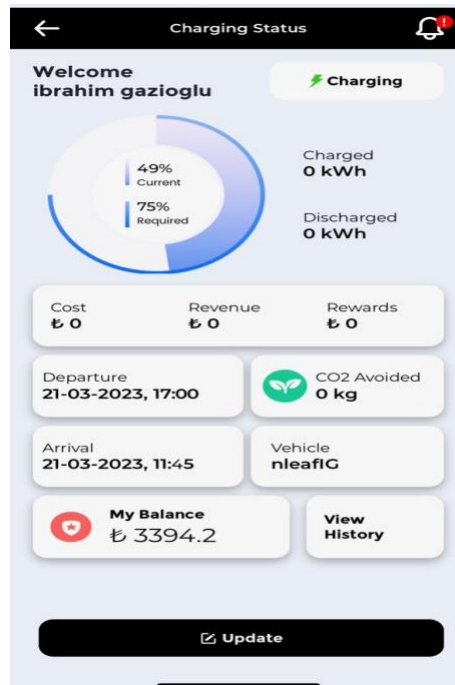 Charging Status
!
Welcome
ibrahim gazioglu
Charging
49%
Current
75%
Required
Charged
0 kWh
Discharged
0 kWh
Cost
₺ 0
Revenue
₺ 0
Rewards
₺ 0
Departure
21-03-2023, 17:00
CO2 Avoided
0 kg
Arrival
21-03-2023, 11:45
Vehicle
nleafIG
My Balance
₺ 3394.2
View
History
Update